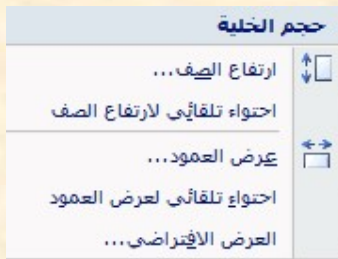 حجم الخلية
ارتفاع الصف...
احتواء تلقائي لارتفاع الصف
عرض العمود...
احتواء تلقائي لعرض العمود
العرض الافتراضي...